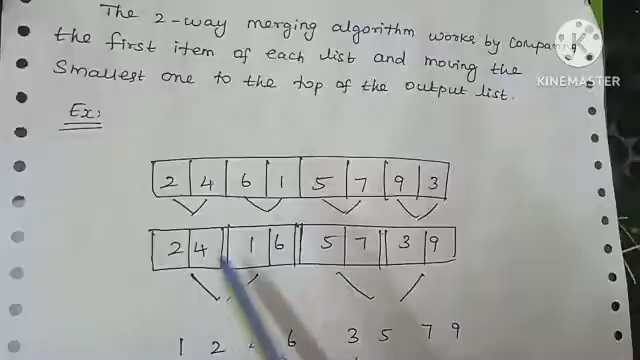 The 2-way merging algorithm works by comparing
the first item of each list and moving the
Smallest one to the top of the output list.
KINEMASTER
Ex:
2 4 6 1 5 7 9 3
2 4 1 6 5 7 3 9
1 2 6 3 5 7 9